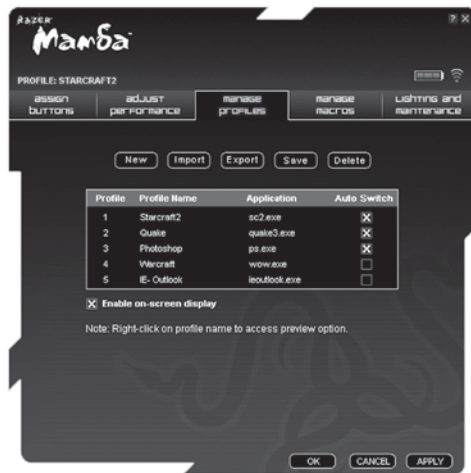 RAZER
Mamba
? X
PROFILE: STARCRAFT2
assign buttons
adjust performance
manage profiles
manage macros
Lighting and maintenance
New Import Export Save Delete
Profile Profile Name Application Auto Switch
1 Starcraft2 sc2.exe X
2 Quake quake3.exe X
3 Photoshop ps.exe X
4 Warcraft wow.exe
5 IE- Outlook ieoutlook.exe
X Enable on-screen display
Note: Right-click on profile name to access preview option.
OK CANCEL APPLY